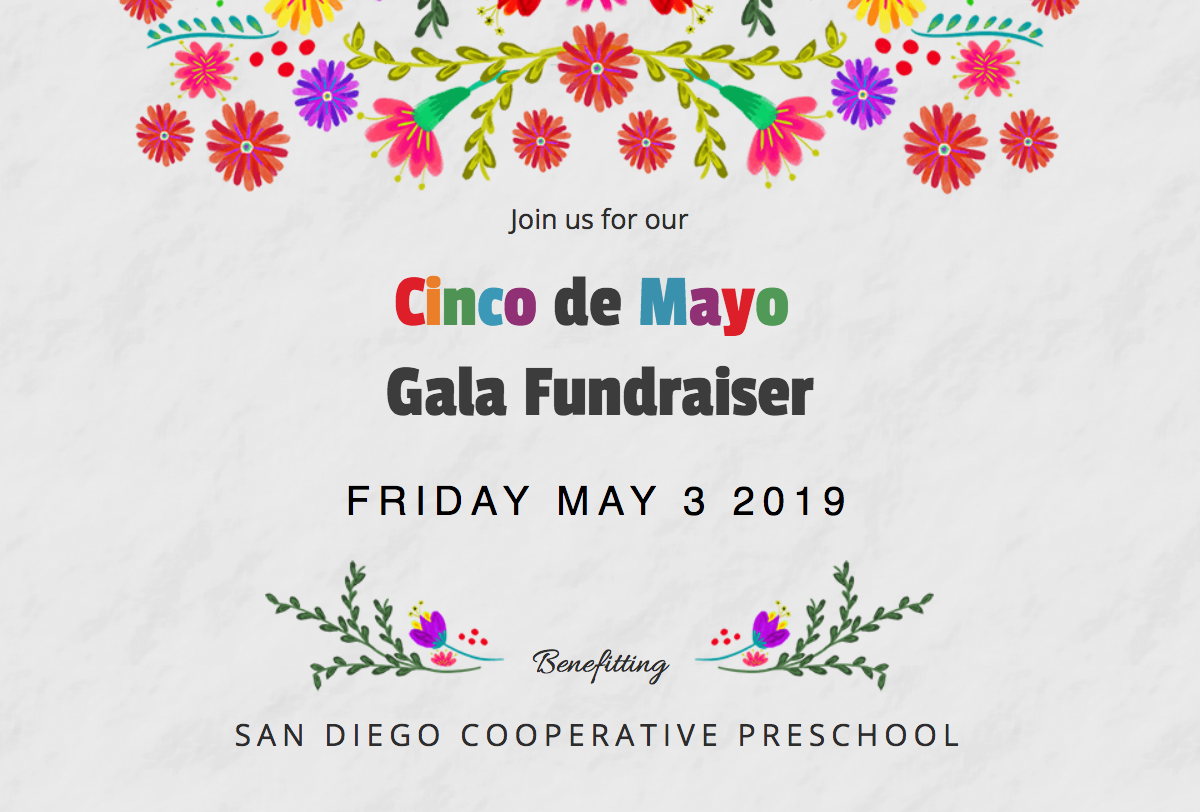 Join us for our
Cinco de Mayo
Gala Fundraiser
FRIDAY MAY 3 2019
Benefitting
SAN DIEGO COOPERATIVE PRESCHOOL